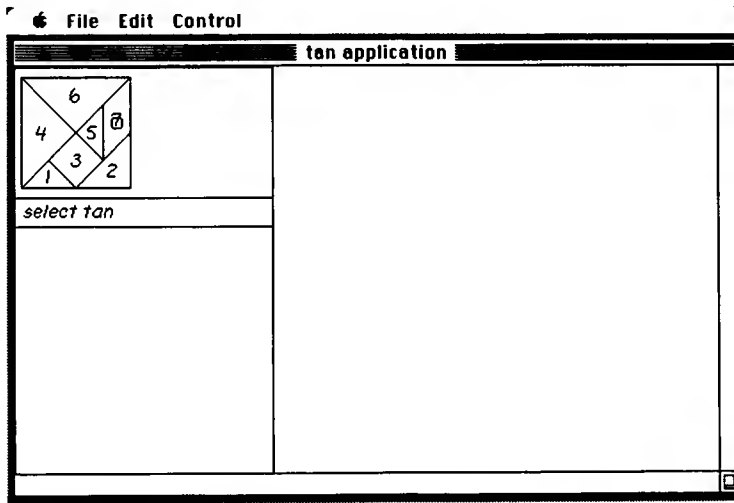 File Edit Control
tan application
6
4 5 7
3
1 2
select tan